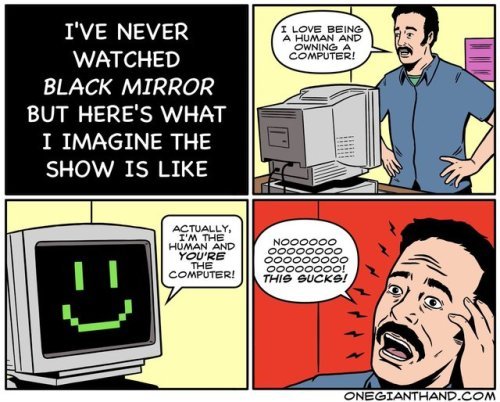 I'VE NEVER
WATCHED
BLACK MIRROR
BUT HERE'S WHAT
I IMAGINE THE
SHOW IS LIKE
I LOVE BEING
A HUMAN AND
OWNING A
COMPUTER!
ACTUALLY,
I'M THE
HUMAN AND
YOU'RE
THE
COMPUTER!
NOOOOOO
OOOOOOOO
OOOOOOOOO
OOOOOOOO!
THIS SUCKS!
ONEGIANTHAND.COM